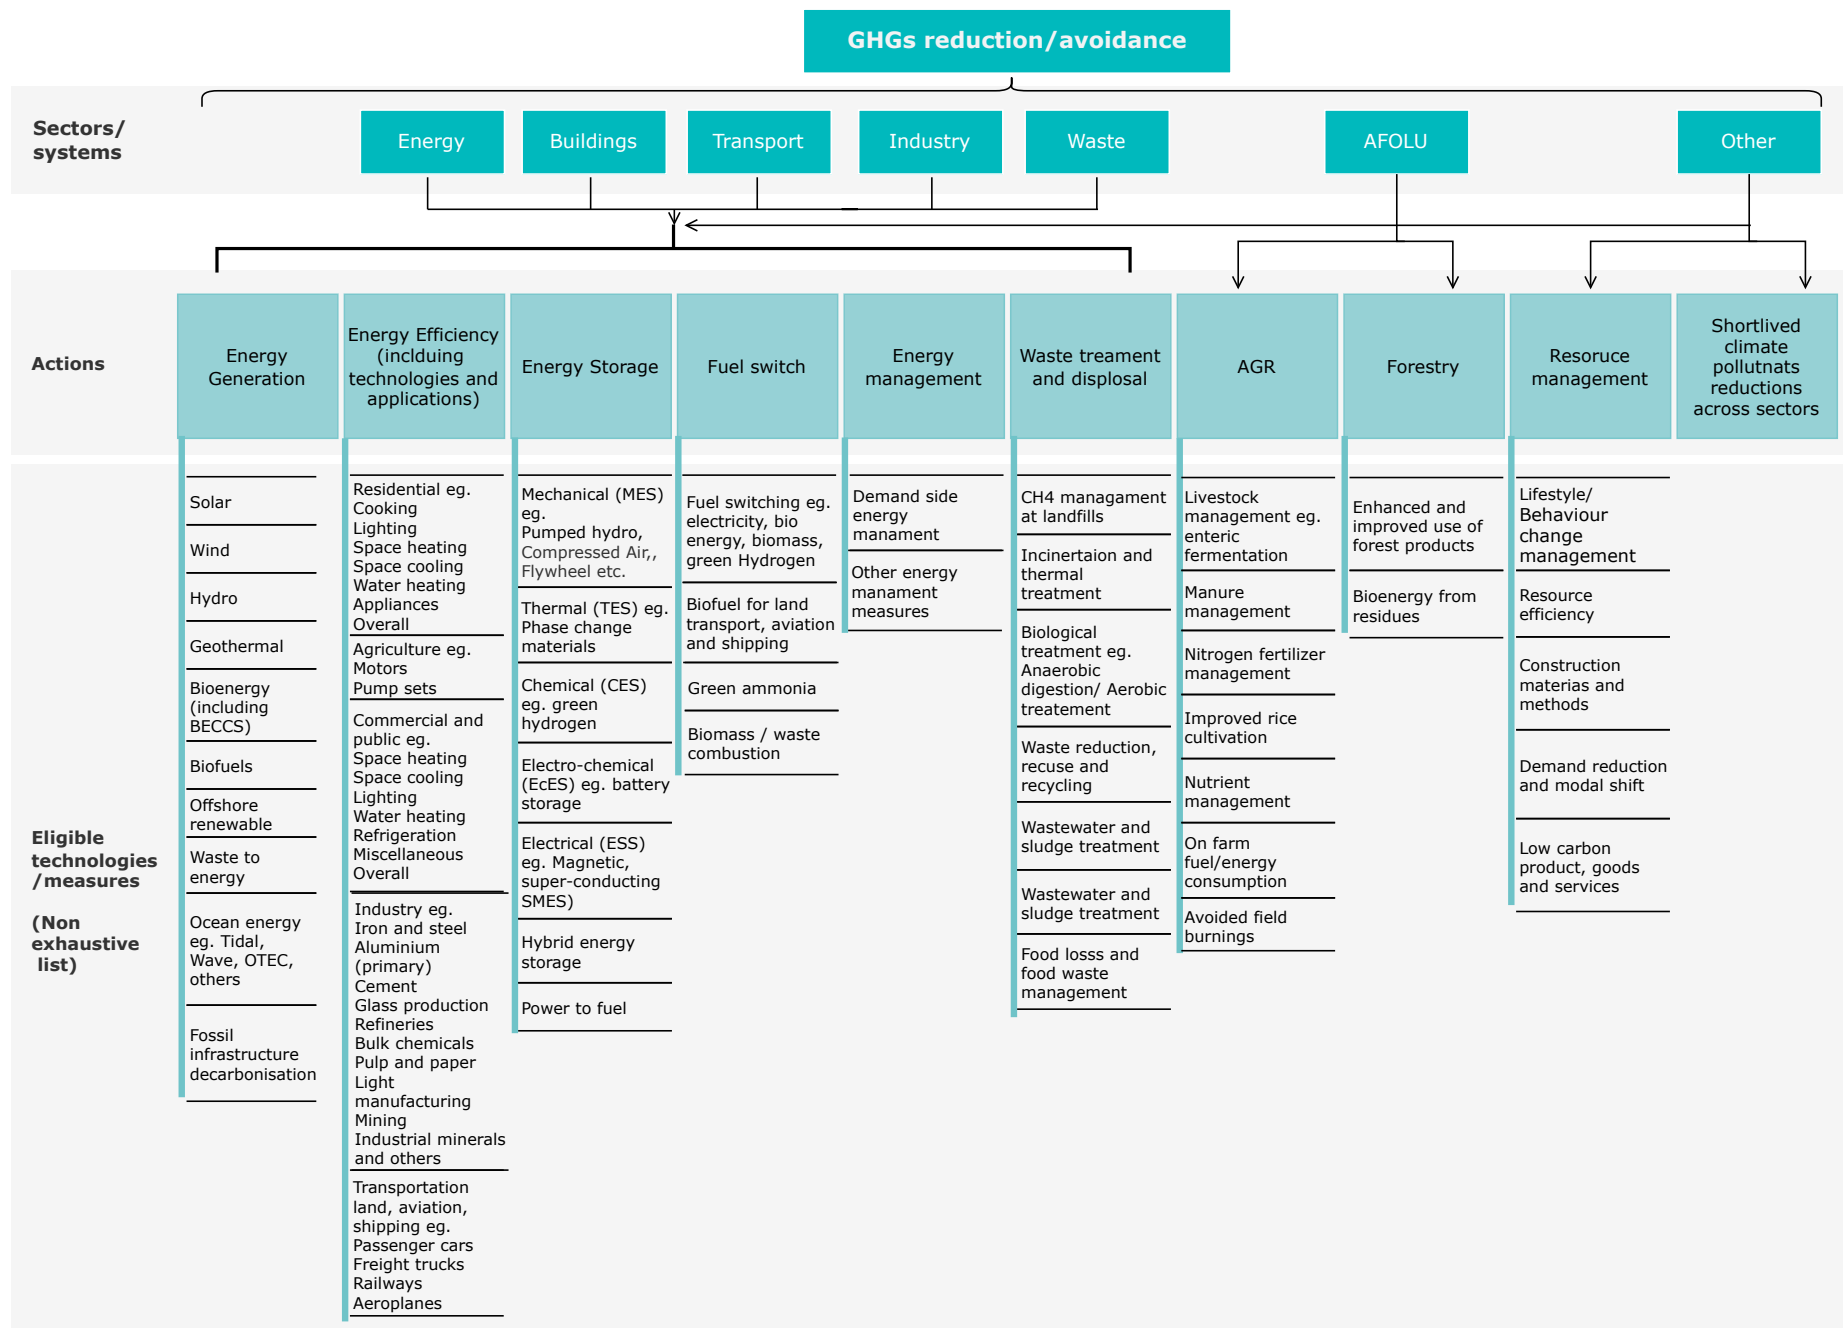 GHGs reduction/avoidance
Sectors/
systems
Energy
Buildings
Transport
Industry
Waste
AFOLU
Other
Actions
Energy
Generation
Energy Efficiency
(inclduing
technologies and
applications)
Energy Storage
Fuel switch
Energy
management
Waste treament
and displosal
AGR
Forestry
Resoruce
management
Shortlived
climate
pollutnats
reductions
across sectors
Eligible
technologies
/measures
(Non
exhaustive
list)
Solar
Wind
Hydro
Geothermal
Bioenergy
(including
BECCS)
Biofuels
Offshore
renewable
Waste to
energy
Ocean energy
eg. Tidal,
Wave, OTEC,
others
Fossil
infrastructure
decarbonisation
Residential eg.
Cooking
Lighting
Space heating
Space cooling
Water heating
Appliances
Overall
Agriculture eg.
Motors
Pump sets
Commercial and
public eg.
Space heating
Space cooling
Lighting
Water heating
Refrigeration
Miscellaneous
Overall
Industry eg.
Iron and steel
Aluminium
(primary)
Cement
Glass production
Refineries
Bulk chemicals
Pulp and paper
Light
manufacturing
Mining
Industrial minerals
and others
Transportation
land, aviation,
shipping eg.
Passenger cars
Freight trucks
Railways
Aeroplanes
Mechanical (MES)
eg.
Pumped hydro,
Compressed Air,,
Flywheel etc.
Thermal (TES) eg.
Phase change
materials
Chemical (CES)
eg. green
hydrogen
Electro-chemical
(EcES) eg. battery
storage
Electrical (ESS)
eg. Magnetic,
super-conducting
SMES)
Hybrid energy
storage
Power to fuel
Fuel switching eg.
electricity, bio
energy, biomass,
green Hydrogen
Biofuel for land
transport, aviation
and shipping
Green ammonia
Biomass / waste
combustion
Demand side
energy
manament
Other energy
manament
measures
CH4 managament
at landfills
Incinertaion and
thermal
treatment
Biological
treatment eg.
Anaerobic
digestion/ Aerobic
treatement
Waste reduction,
recuse and
recycling
Wastewater and
sludge treatment
Wastewater and
sludge treatment
Food losss and
food waste
management
Livestock
management eg.
enteric
fermentation
Manure
management
Nitrogen fertilizer
management
Improved rice
cultivation
Nutrient
management
On farm
fuel/energy
consumption
Avoided field
burnings
Enhanced and
improved use of
forest products
Bioenergy from
residues
Lifestyle/
Behaviour
change
management
Resource
efficiency
Construction
materias and
methods
Demand reduction
and modal shift
Low carbon
product, goods
and services